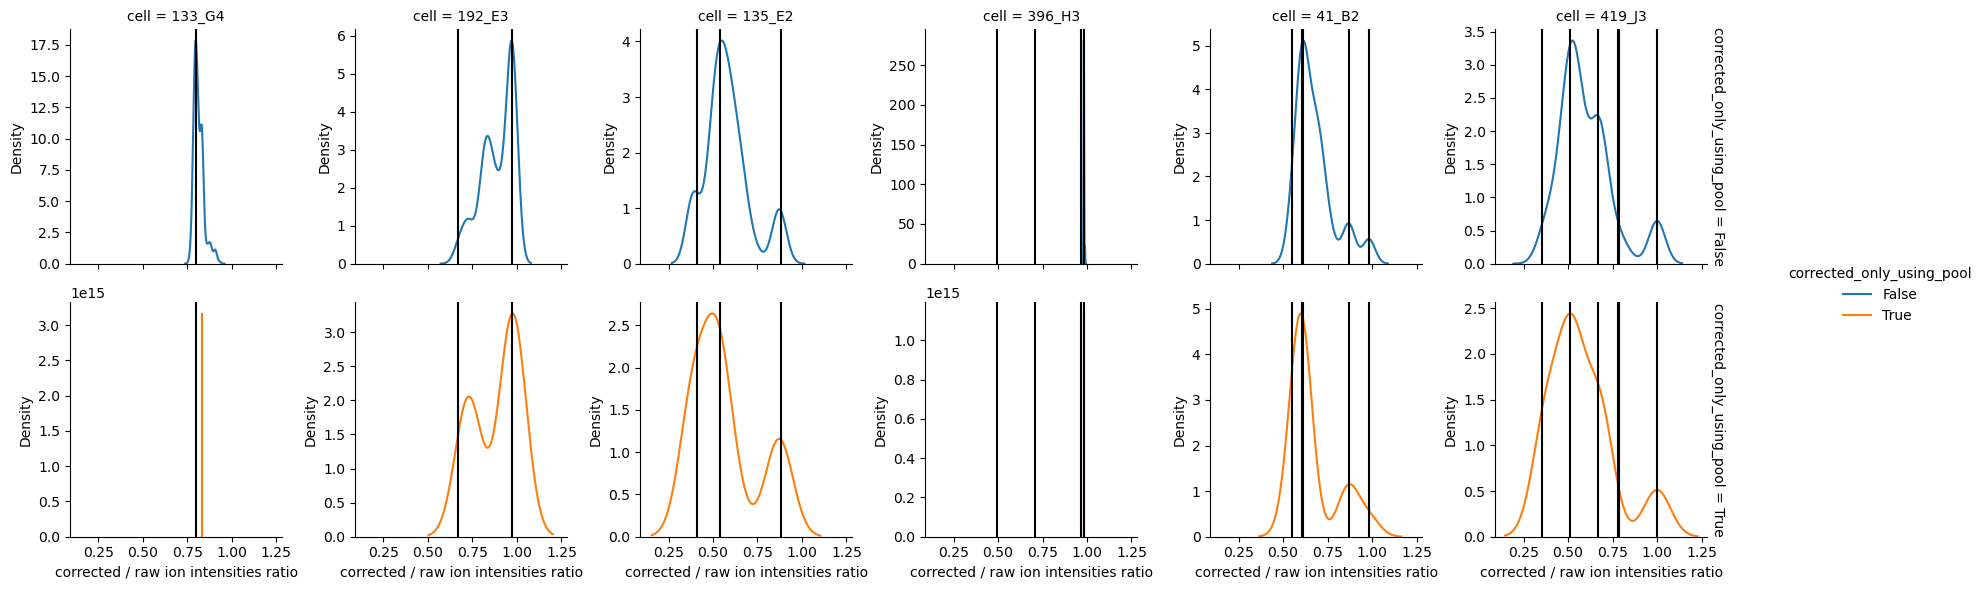 cell = 133_G4
cell = 192_E3
cell = 135_E2
cell = 396_H3
cell = 41_B2
cell = 419_J3
17.5
15.0
12.5
10.0
7.5
5.0
2.5
0.0
Density
6
5
4
3
2
1
0
Density
4
3
2
1
0
Density
250
200
150
100
50
0
Density
5
4
3
2
1
0
Density
3.5
3.0
2.5
2.0
1.5
1.0
0.5
0.0
Density
corrected_only_using_pool = False
corrected_only_using_pool
False
True
1e15
3.0
2.5
2.0
1.5
1.0
0.5
0.0
Density
0.25 0.50 0.75 1.00 1.25
corrected / raw ion intensities ratio
3.0
2.5
2.0
1.5
1.0
0.5
0.0
Density
0.25 0.50 0.75 1.00 1.25
corrected / raw ion intensities ratio
2.5
2.0
1.5
1.0
0.5
0.0
Density
0.25 0.50 0.75 1.00 1.25
corrected / raw ion intensities ratio
1e15
1.0
0.8
0.6
0.4
0.2
0.0
Density
0.25 0.50 0.75 1.00 1.25
corrected / raw ion intensities ratio
5
4
3
2
1
0
Density
0.25 0.50 0.75 1.00 1.25
corrected / raw ion intensities ratio
2.5
2.0
1.5
1.0
0.5
0.0
Density
0.25 0.50 0.75 1.00 1.25
corrected / raw ion intensities ratio
corrected_only_using_pool = True